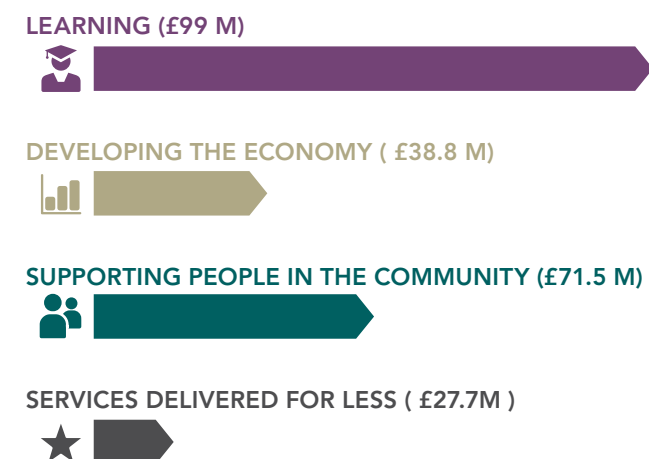 LEARNING (£99 M)
DEVELOPING THE ECONOMY ( £38.8 M)
SUPPORTING PEOPLE IN THE COMMUNITY (£71.5 M)
SERVICES DELIVERED FOR LESS ( £27.7M )